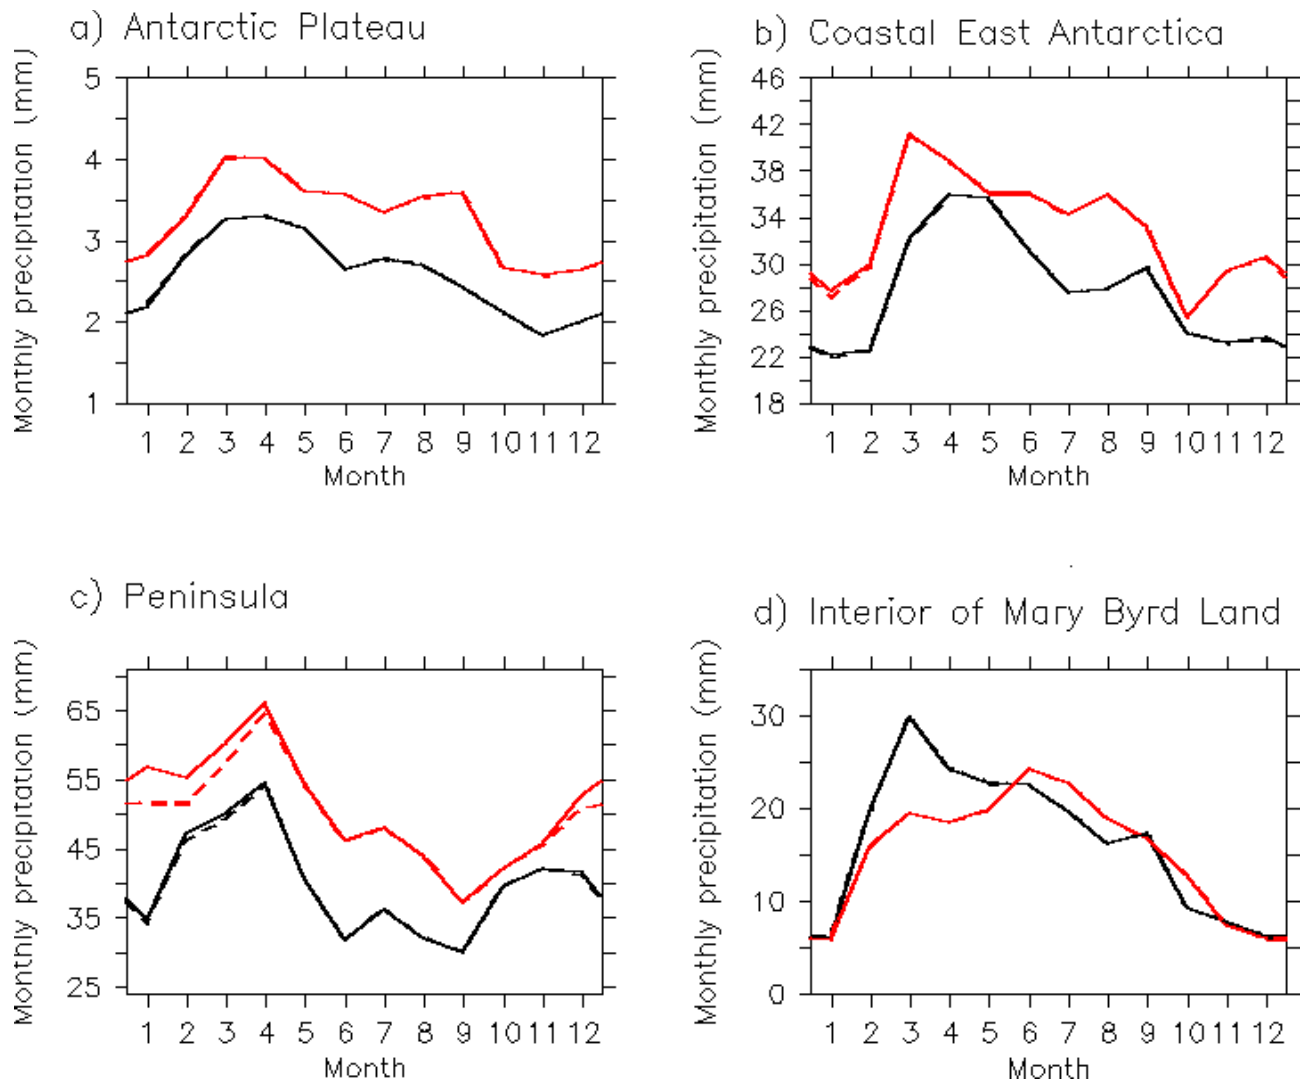 a) Antarctic Plateau
Monthly precipitation (mm)
5
4
3
2
1
1 2 3 4 5 6 7 8 9 10 11 12
Month
b) Coastal East Antarctica
Monthly precipitation (mm)
46
42
38
34
30
26
22
18
1 2 3 4 5 6 7 8 9 10 11 12
Month
c) Peninsula
Monthly precipitation (mm)
65
55
45
35
25
1 2 3 4 5 6 7 8 9 10 11 12
Month
d) Interior of Mary Byrd Land
Monthly precipitation (mm)
30
20
10
0
1 2 3 4 5 6 7 8 9 10 11 12
Month